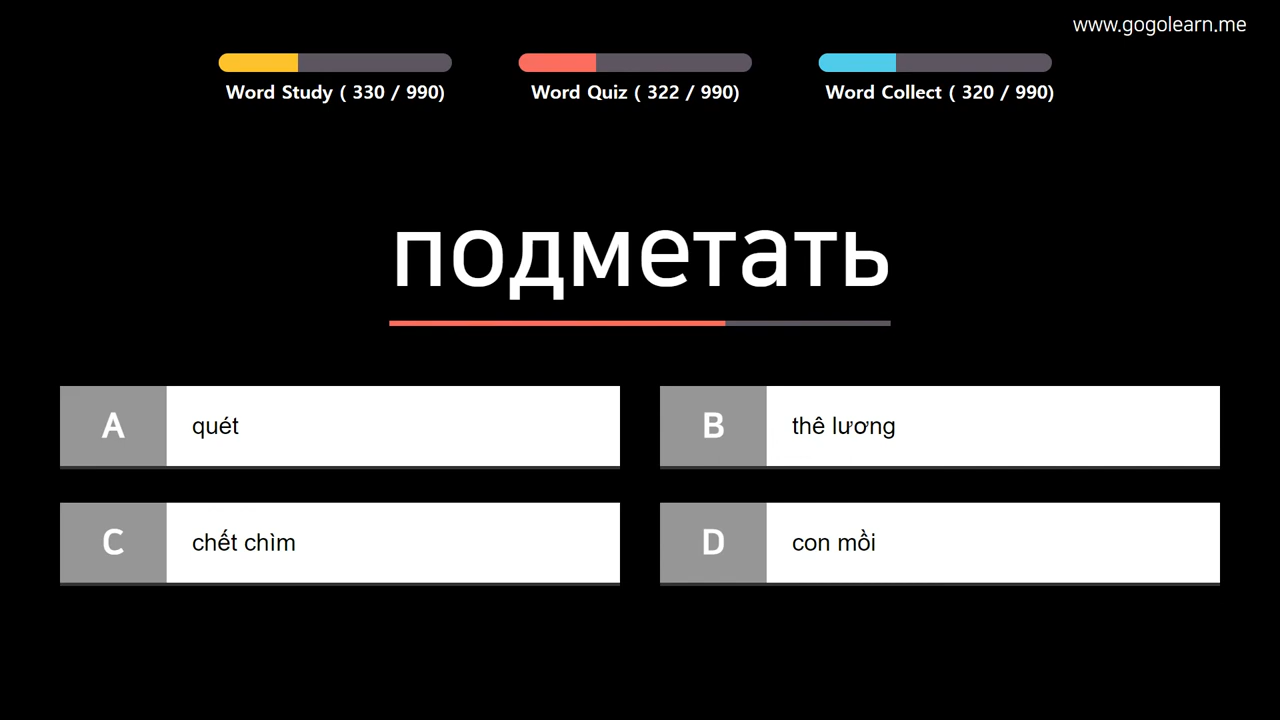 www.gogolearn.me
Word Study ( 330 / 990)
Word Quiz ( 322 / 990)
Word Collect ( 320 / 990)
подметать
A quét
B thê lương
C chết chìm
D con mồi